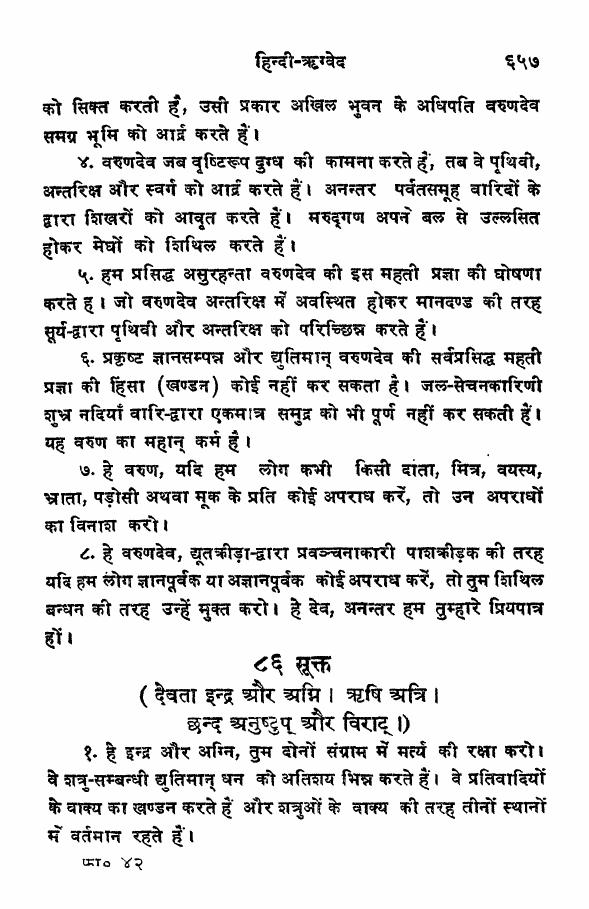 हिन्दी-ऋग्वेद ६५७
को सिक्त करती है, उसी प्रकार अखिल भुवन के अधिपति वरुणदेव
समग्र भूमि को आर्द्र करते हैं।
४. वरुणदेव जब वृष्टिरूप दुग्ध की कामना करते हैं, तब वे पृथिवी,
अन्तरिक्ष और स्वर्ग को आर्द्र करते हैं। अनन्तर पर्वतसमूह वारिदों के
द्वारा शिखरों को आवृत करते हैं। मरुद्गण अपने बल से उल्लसित
होकर मेघों को शिथिल करते हैं।
५. हम प्रसिद्ध असुरहन्ता वरुणदेव की इस महती प्रज्ञा की घोषणा
करते ह। जो वरुणदेव अन्तरिक्ष में अवस्थित होकर मानदण्ड की तरह
सूर्य-द्वारा पृथिवी और अन्तरिक्ष को परिच्छिन्न करते हैं।
६. प्रकृष्ट ज्ञानसम्पन्न और द्युतिमान् वरुणदेव की सर्वप्रसिद्ध महती
प्रज्ञा की हिंसा (खण्डन) कोई नहीं कर सकता है। जल-सेचनकारिणी
शुभ्र नदियाँ वारि-द्वारा एकमात्र समुद्र को भी पूर्ण नहीं कर सकती हैं।
यह वरुण का महान् कर्म है।
७. हे वरुण, यदि हम लोग कभी किसी दाता, मित्र, वयस्य,
भ्राता, पड़ोसी अथवा मूक के प्रति कोई अपराध करें, तो उन अपराधों
का विनाश करो।
८. हे वरुणदेव, द्यूतक्रीड़ा-द्वारा प्रवञ्चनाकारी पाशक्रीड़क की तरह
यदि हम लोग ज्ञानपूर्वक या अज्ञानपूर्वक कोई अपराध करें, तो तुम शिथिल
बन्धन की तरह उन्हें मुक्त करो। हे देव, अनन्तर हम तुम्हारे प्रियपात्र
हों।
८६ सूक्त
(देवता इन्द्र और अग्नि। ऋषि अत्रि।
छन्द अनुष्टुप् और विराट्।)
१. हे इन्द्र और अग्नि, तुम दोनों संग्राम में मर्त्य की रक्षा करो।
वे शत्रु-सम्बन्धी द्युतिमान् धन को अतिशय भिन्न करते हैं। वे प्रतिवादियों
के वाक्य का खण्डन करते हैं और शत्रुओं के वाक्य की तरह तीनों स्थानों
में वर्तमान रहते हैं।
फा० ४२